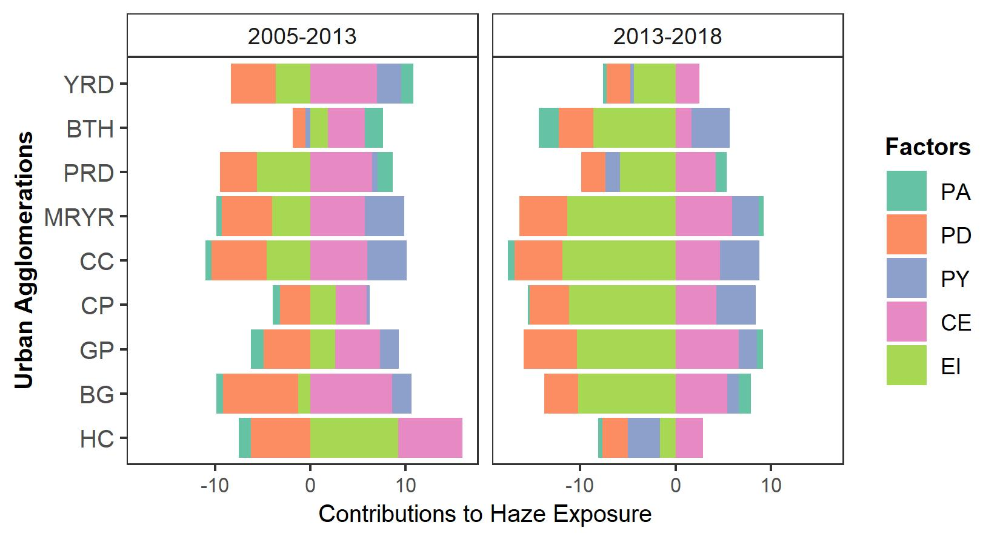 2005-2013
2013-2018
YRD
BTH
PRD
MRYR
CC
CP
GP
BG
HC
Urban Agglomerations
-10 0 10
-10 0 10
Contributions to Haze Exposure
Factors
PA
PD
PY
CE
EI